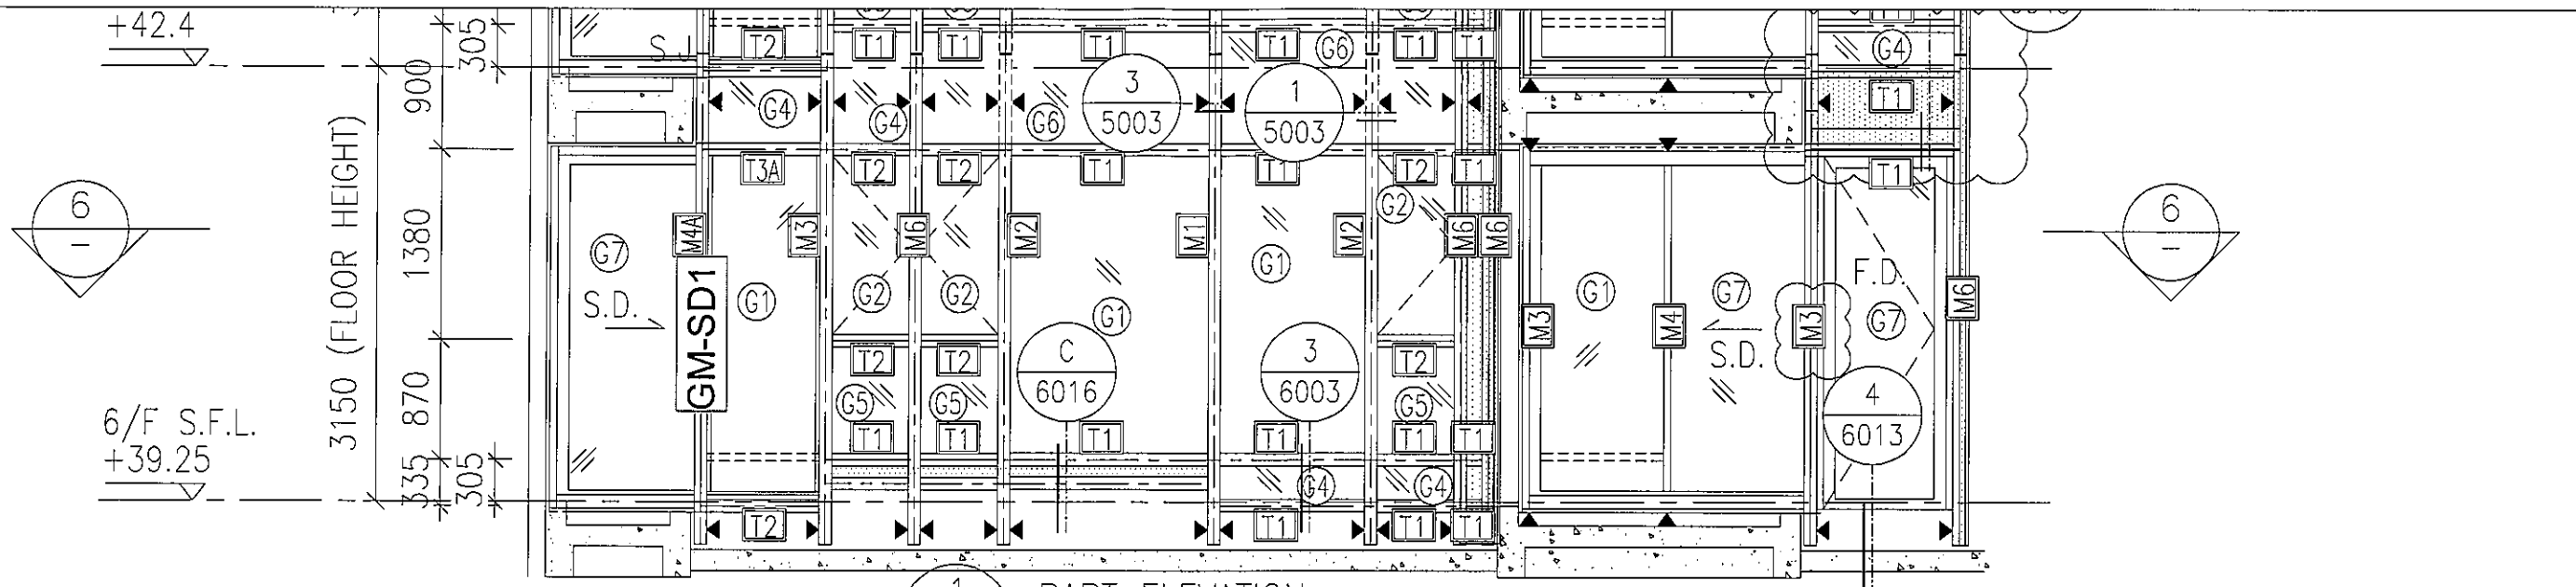 +42.4
900
305
S.J
T2
T1
T1
T1
T1
G6
T1
T1
G4
3
5003
1
5003
G4
G4
G6
T1
3150 (FLOOR HEIGHT)
T3A
T2
T2
T1
T1
T2
T1
T1
6
–
1380
G7
S.D.
M4A
GM-SD1
G1
M3
G2
M6
G2
M2
G1
M1
G1
M2
G2
M6
M6
M3
G1
M4
G7
S.D.
M3
F.D.
G7
M6
6
–
870
T2
T2
T2
G5
G5
G5
C
6016
3
6003
4
6013
6/F S.F.L.
+39.25
335
305
T1
T1
T1
T1
T1
T1
G4
G4
T2
T1
T1
T1
1
PART ELEVATION